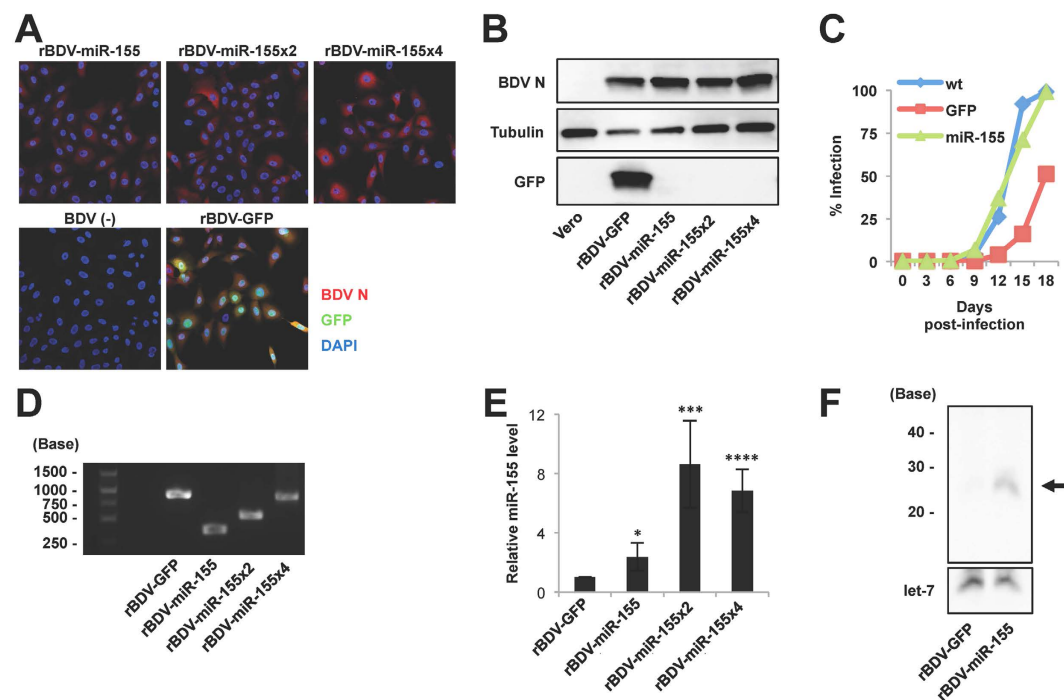 A
rBDV-miR-155
rBDV-miR-155x2
rBDV-miR-155x4
BDV (-)
rBDV-GFP
BDV N
GFP
DAPI
B
BDV N
Tubulin
GFP
Vero
rBDV-GFP
rBDV-miR-155
rBDV-miR-155x2
rBDV-miR-155x4
C
wt
GFP
miR-155
% Infection
100
75
50
25
0
0 3 6 9 12 15 18
Days
post-infection
D
(Base)
1500 -
1000 -
750 -
500 -
250 -
rBDV-GFP
rBDV-miR-155
rBDV-miR-155x2
rBDV-miR-155x4
E
Relative miR-155 level
12
8
4
0
*
***
****
rBDV-GFP
rBDV-miR-155
rBDV-miR-155x2
rBDV-miR-155x4
F
(Base)
40 -
30 -
20 -
let-7
rBDV-GFP
rBDV-miR-155